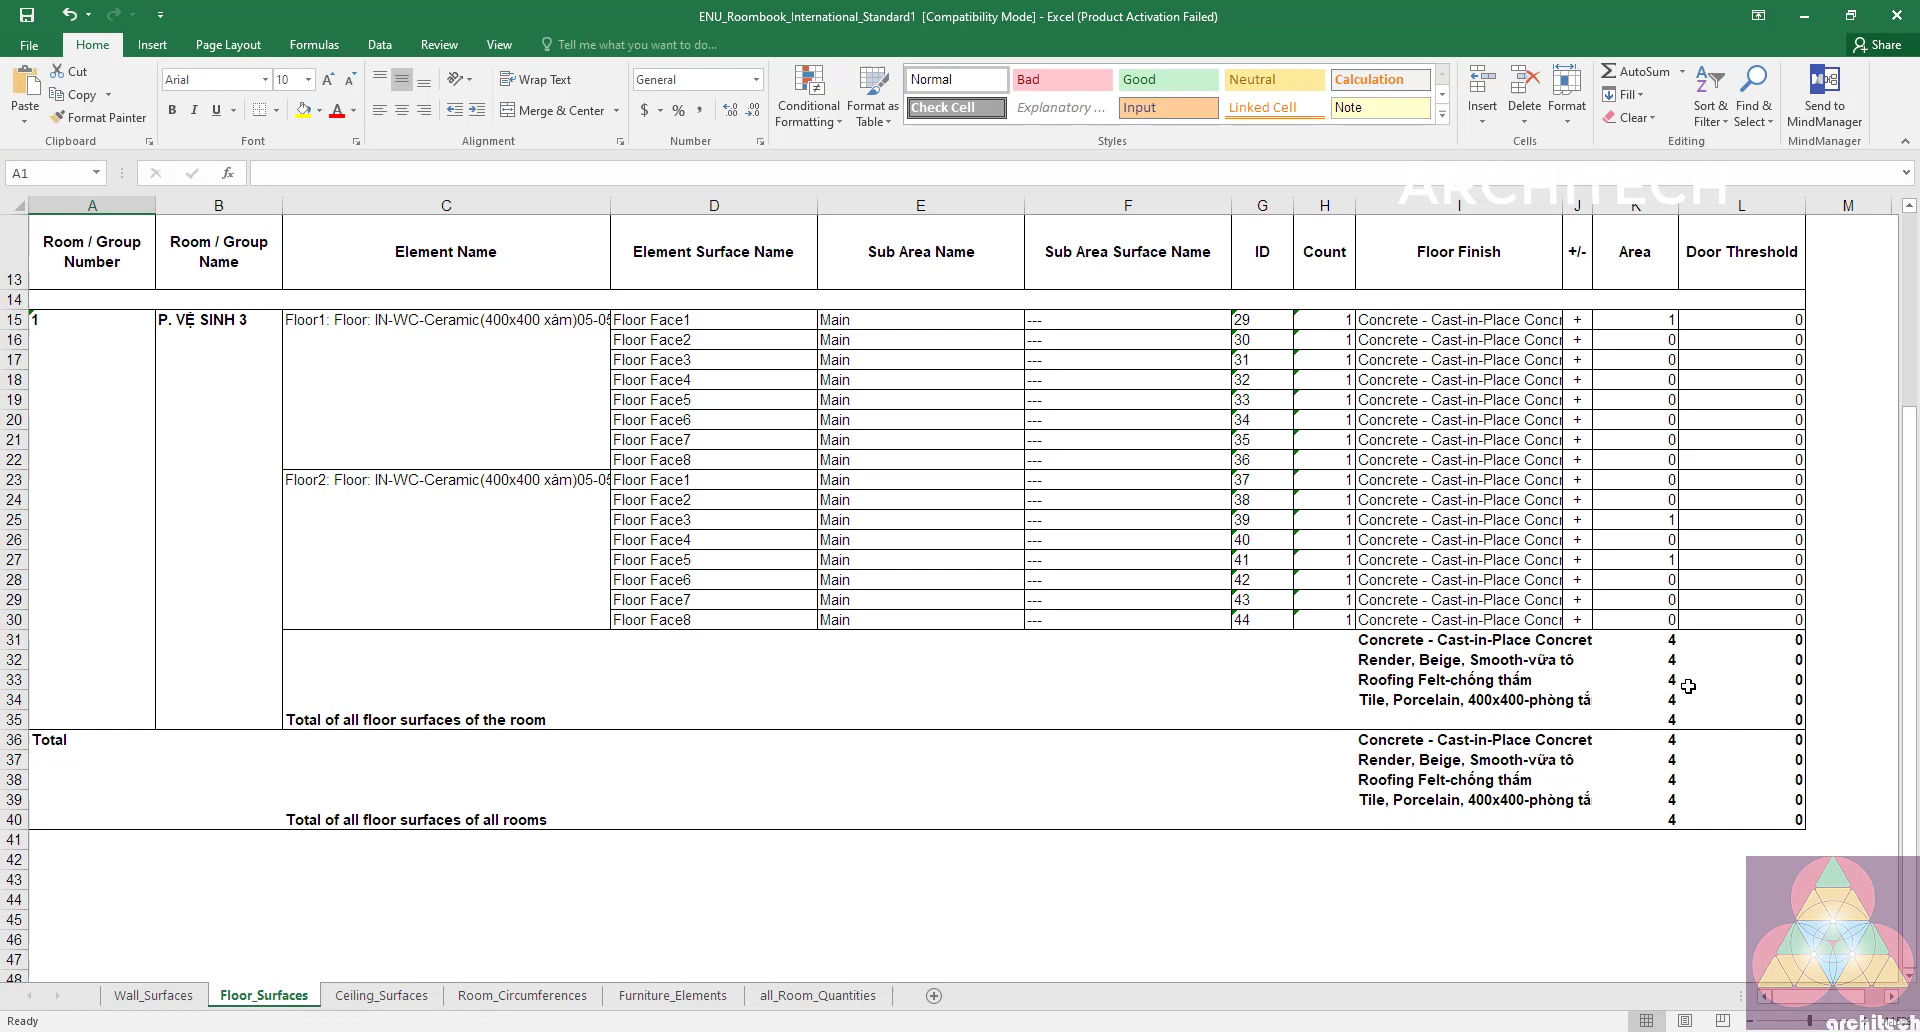 ENU_Roombook_International_Standard1 [Compatibility Mode] - Excel (Product Activation Failed)
File Home Insert Page Layout Formulas Data Review View Tell me what you want to do... Share
Paste Cut Copy Format Painter Clipboard
Arial 10 B I U A Font
Wrap Text Merge & Center Alignment
General $ % , Number
Conditional Formatting Format as Table
Normal Bad Good Neutral Calculation
Check Cell Explanatory ... Input Linked Cell Note
Styles
Insert Delete Format Cells
AutoSum Fill Clear Sort & Filter Find & Select Editing
Send to MindManager MindManager
A1 fx
ARCHITECH
A B C D E F G H I J K L M
13 Room / Group Number Room / Group Name Element Name Element Surface Name Sub Area Name Sub Area Surface Name ID Count Floor Finish +/- Area Door Threshold
14
15 1 P. VỆ SINH 3 Floor1: Floor: IN-WC-Ceramic(400x400 xám)05-05 Floor Face1 Main --- 29 1 Concrete - Cast-in-Place Concr + 1 0
16 Floor Face2 Main --- 30 1 Concrete - Cast-in-Place Concr + 0 0
17 Floor Face3 Main --- 31 1 Concrete - Cast-in-Place Concr + 0 0
18 Floor Face4 Main --- 32 1 Concrete - Cast-in-Place Concr + 0 0
19 Floor Face5 Main --- 33 1 Concrete - Cast-in-Place Concr + 0 0
20 Floor Face6 Main --- 34 1 Concrete - Cast-in-Place Concr + 0 0
21 Floor Face7 Main --- 35 1 Concrete - Cast-in-Place Concr + 0 0
22 Floor Face8 Main --- 36 1 Concrete - Cast-in-Place Concr + 0 0
23 Floor2: Floor: IN-WC-Ceramic(400x400 xám)05-05 Floor Face1 Main --- 37 1 Concrete - Cast-in-Place Concr + 0 0
24 Floor Face2 Main --- 38 1 Concrete - Cast-in-Place Concr + 0 0
25 Floor Face3 Main --- 39 1 Concrete - Cast-in-Place Concr + 1 0
26 Floor Face4 Main --- 40 1 Concrete - Cast-in-Place Concr + 0 0
27 Floor Face5 Main --- 41 1 Concrete - Cast-in-Place Concr + 1 0
28 Floor Face6 Main --- 42 1 Concrete - Cast-in-Place Concr + 0 0
29 Floor Face7 Main --- 43 1 Concrete - Cast-in-Place Concr + 0 0
30 Floor Face8 Main --- 44 1 Concrete - Cast-in-Place Concr + 0 0
31 Concrete - Cast-in-Place Concret 4 0
32 Render, Beige, Smooth-vữa tô 4 0
33 Roofing Felt-chống thấm 4 0
34 Tile, Porcelain, 400x400-phòng tắ 4 0
35 Total of all floor surfaces of the room 4 0
36 Total Concrete - Cast-in-Place Concret 4 0
37 Render, Beige, Smooth-vữa tô 4 0
38 Roofing Felt-chống thấm 4 0
39 Tile, Porcelain, 400x400-phòng tắ 4 0
40 Total of all floor surfaces of all rooms 4 0
41
42
43
44
45
46
47
48
Wall_Surfaces Floor_Surfaces Ceiling_Surfaces Room_Circumferences Furniture_Elements all_Room_Quantities
Ready
architech